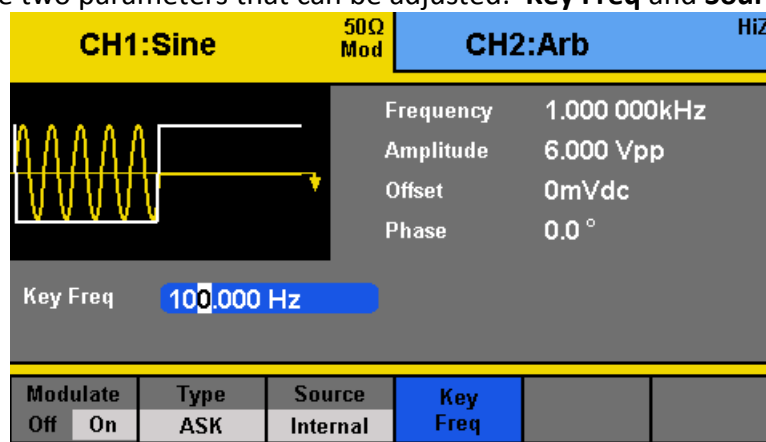 e two parameters that can be adjusted: Key Freq and Sour
CH1:Sine
50Ω
Mod
CH2:Arb
HiZ
Frequency 1.000 000kHz
Amplitude 6.000 Vpp
Offset 0mVdc
Phase 0.0 °
Key Freq 100.000 Hz
Modulate Type Source Key
Off On ASK Internal Freq